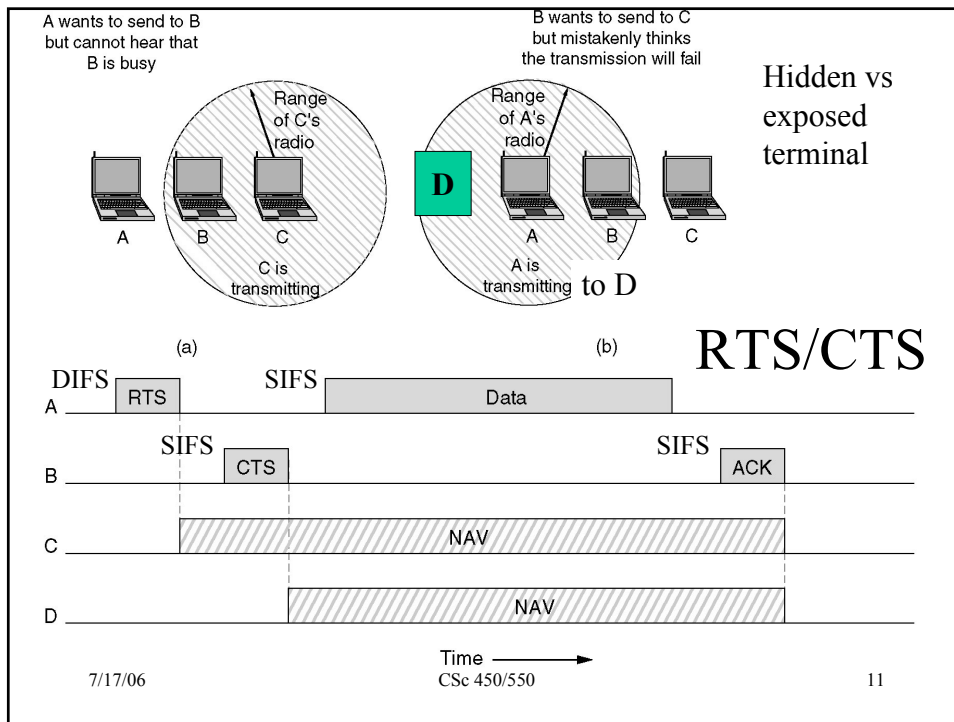 A wants to send to B
but cannot hear that
B is busy
B wants to send to C
but mistakenly thinks
the transmission will fail
Hidden vs
exposed
terminal
Range
of C's
radio
A
B
C
C is
transmitting
(a)
Range
of A's
radio
D
A
B
C
A is
transmitting
to D
(b)
RTS/CTS
DIFS
SIFS
A
RTS
Data
SIFS
SIFS
B
CTS
ACK
C
NAV
D
NAV
Time
7/17/06
CSc 450/550
11